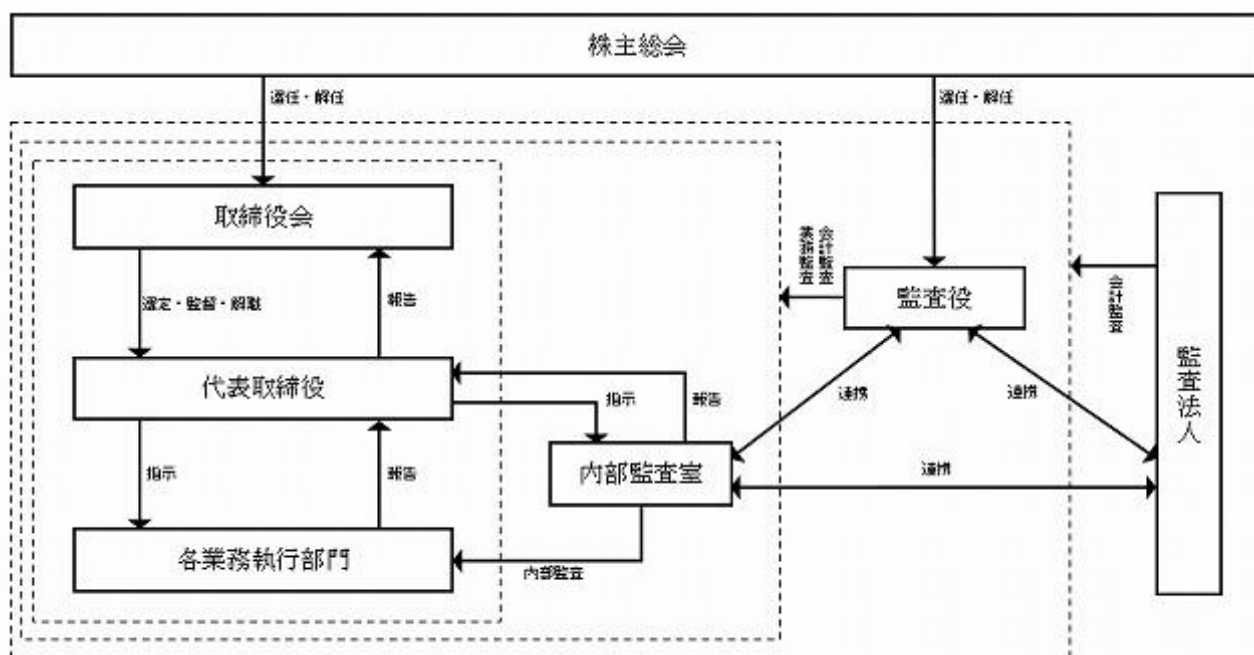 株主総会
選任・解任
選任・解任
取締役会
選定・監督・解職
報告
会計監査
業務監査
監査役
会計監査
監査法人
代表取締役
指示
報告
連携
連携
指示
報告
内部監査室
連携
各業務執行部門
内部監査